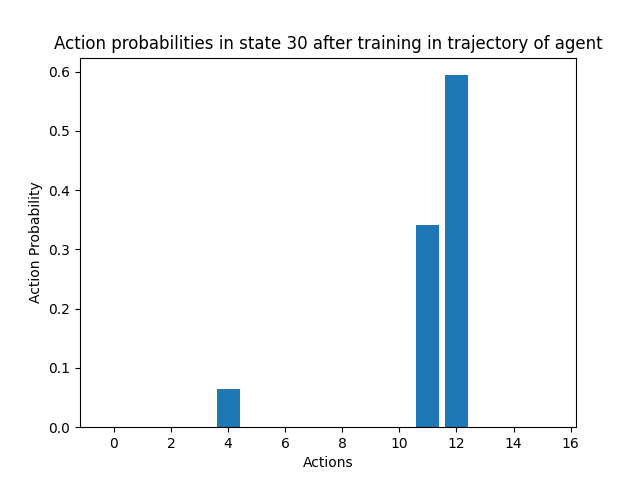 Action probabilities in state 30 after training in trajectory of agent
0.6
0.5
0.4
0.3
0.2
0.1
0.0
Action Probability
0 2 4 6 8 10 12 14 16
Actions